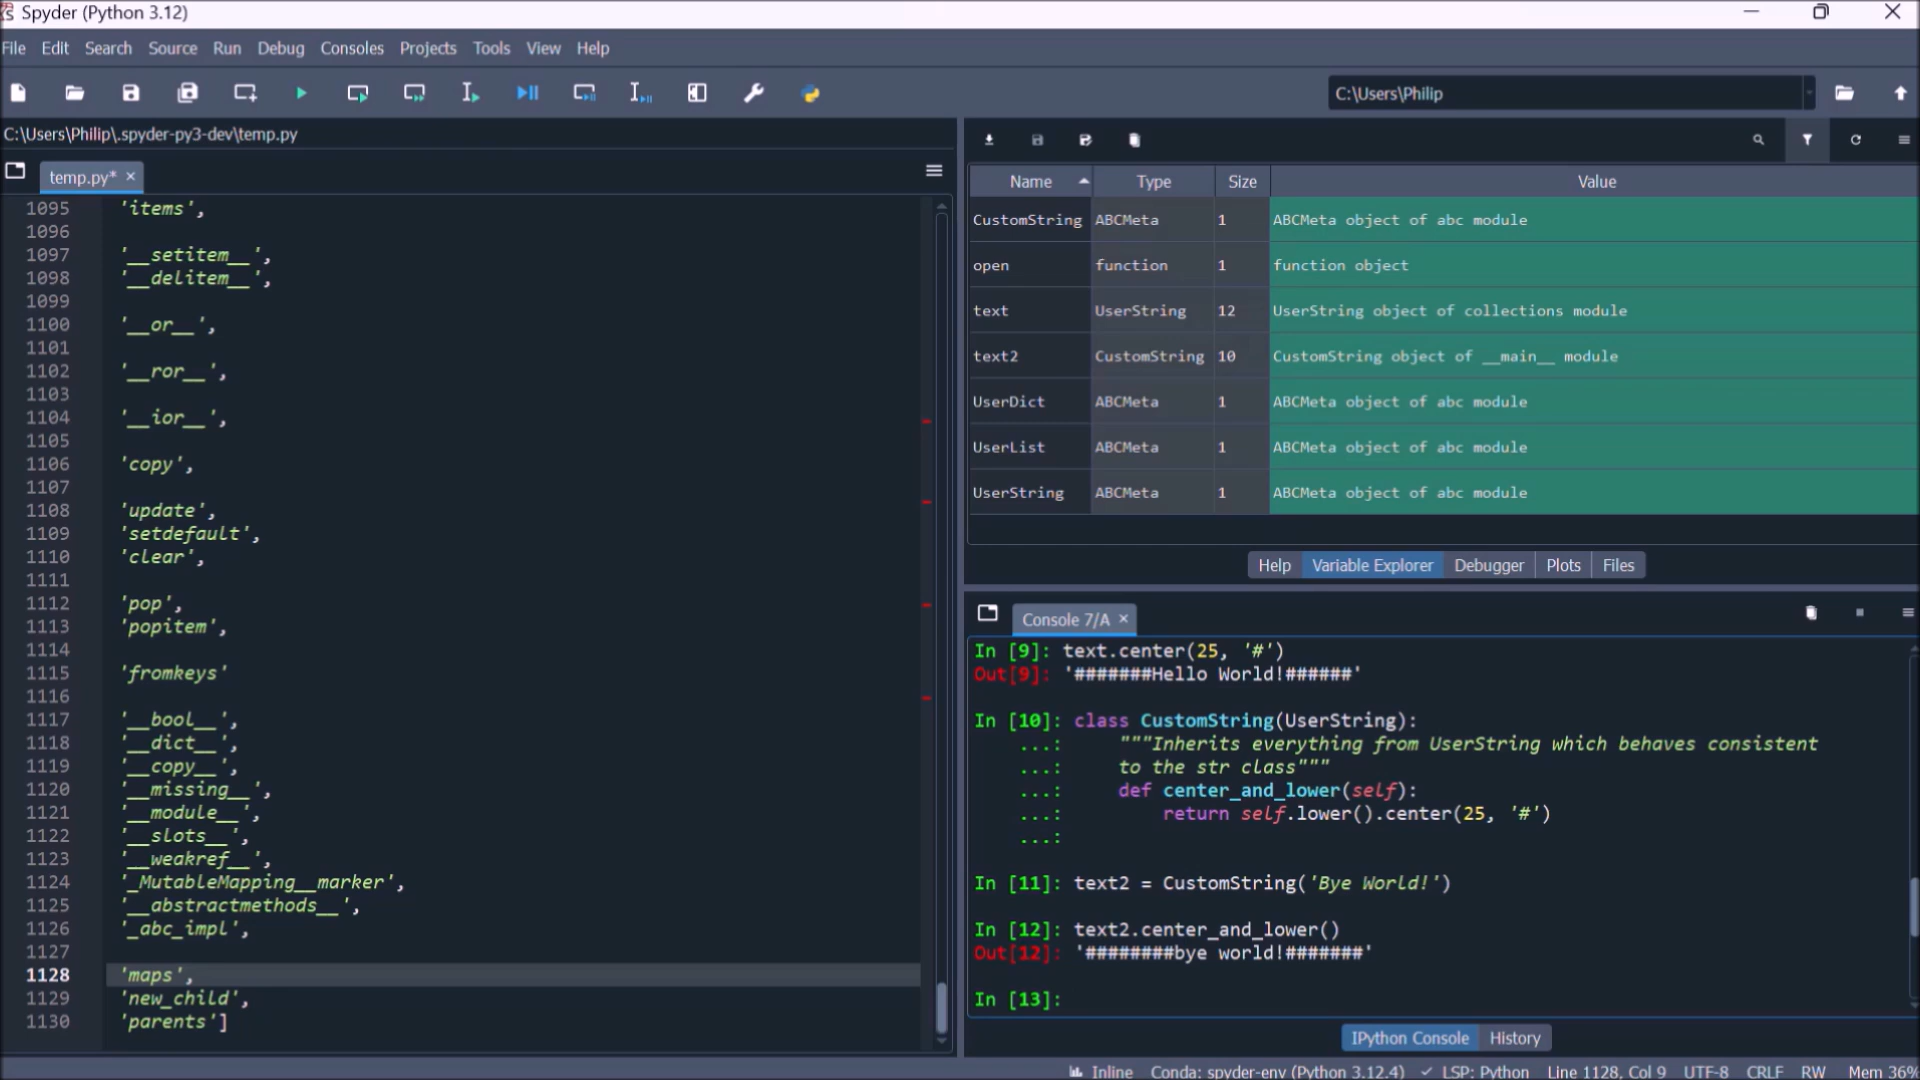 Spyder (Python 3.12)
File Edit Search Source Run Debug Consoles Projects Tools View Help
C:\Users\Philip
C:\Users\Philip\.spyder-py3-dev\temp.py
temp.py*
1095 'items',
1096
1097 '__setitem__',
1098 '__delitem__',
1099
1100 '__or__',
1101
1102 '__ror__',
1103
1104 '__ior__',
1105
1106 'copy',
1107
1108 'update',
1109 'setdefault',
1110 'clear',
1111
1112 'pop',
1113 'popitem',
1114
1115 'fromkeys'
1116
1117 '__bool__',
1118 '__dict__',
1119 '__copy__',
1120 '__missing__',
1121 '__module__',
1122 '__slots__',
1123 '__weakref__',
1124 '_MutableMapping__marker',
1125 '__abstractmethods__',
1126 '_abc_impl',
1127
1128 'maps',
1129 'new_child',
1130 'parents']
Name Type Size Value
CustomString ABCMeta 1 ABCMeta object of abc module
open function 1 function object
text UserString 12 UserString object of collections module
text2 CustomString 10 CustomString object of __main__ module
UserDict ABCMeta 1 ABCMeta object of abc module
UserList ABCMeta 1 ABCMeta object of abc module
UserString ABCMeta 1 ABCMeta object of abc module
Help Variable Explorer Debugger Plots Files
Console 7/A
In [9]: text.center(25, '#')
Out[9]: '#######Hello World!######'
In [10]: class CustomString(UserString):
...: """Inherits everything from UserString which behaves consistent
...: to the str class"""
...: def center_and_lower(self):
...: return self.lower().center(25, '#')
...:
In [11]: text2 = CustomString('Bye World!')
In [12]: text2.center_and_lower()
Out[12]: '########bye world!#######'
In [13]:
IPython Console History
Inline Conda: spyder-env (Python 3.12.4) LSP: Python Line 1128, Col 9 UTF-8 CRLF RW Mem 36%